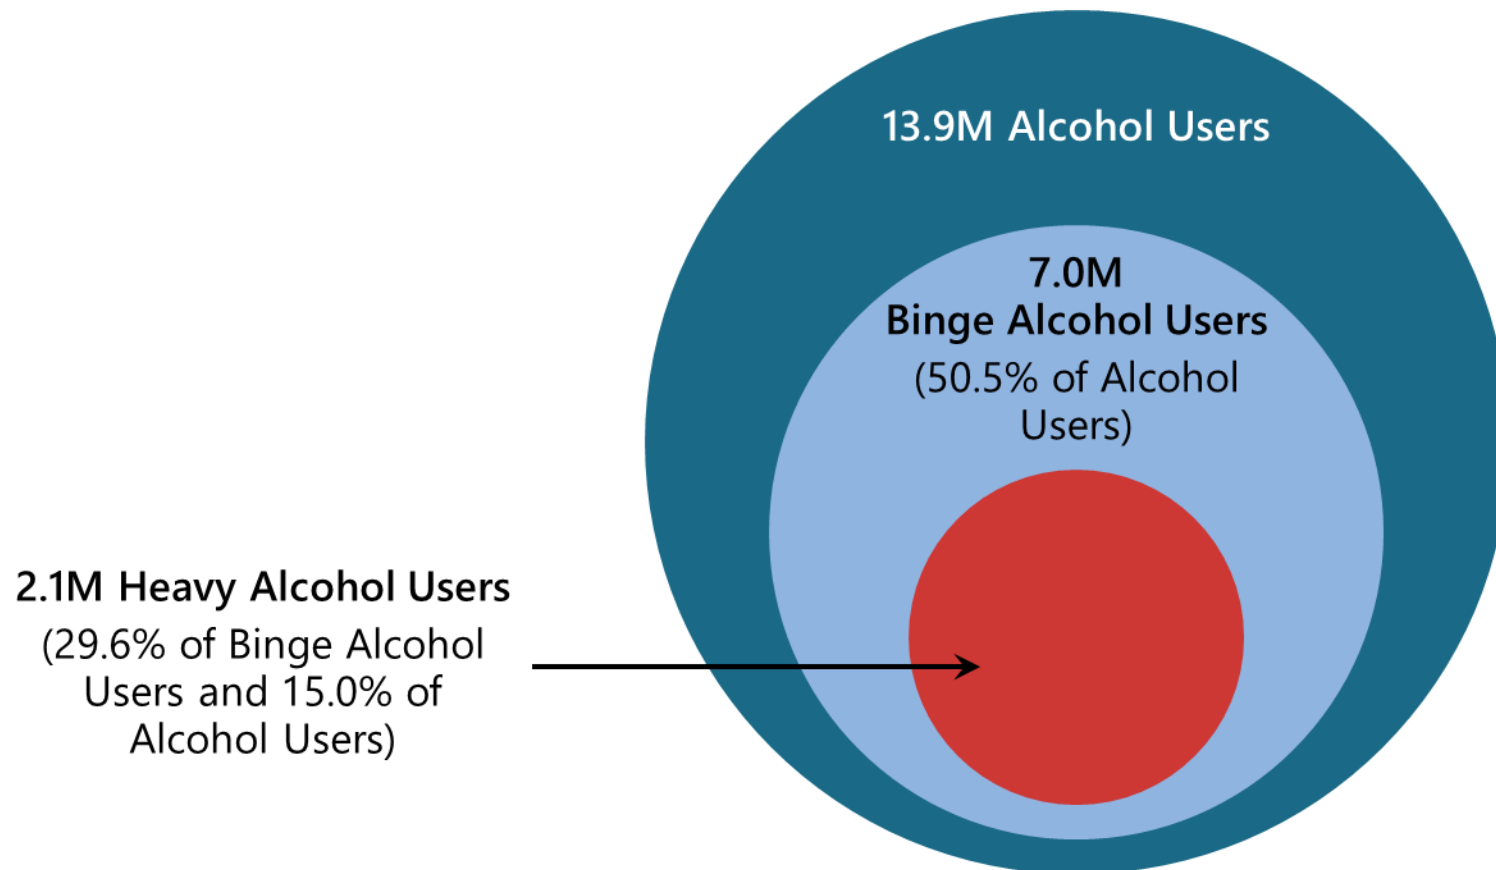 13.9M Alcohol Users
7.0M
Binge Alcohol Users
(50.5% of Alcohol
Users)
2.1M Heavy Alcohol Users
(29.6% of Binge Alcohol
Users and 15.0% of
Alcohol Users)